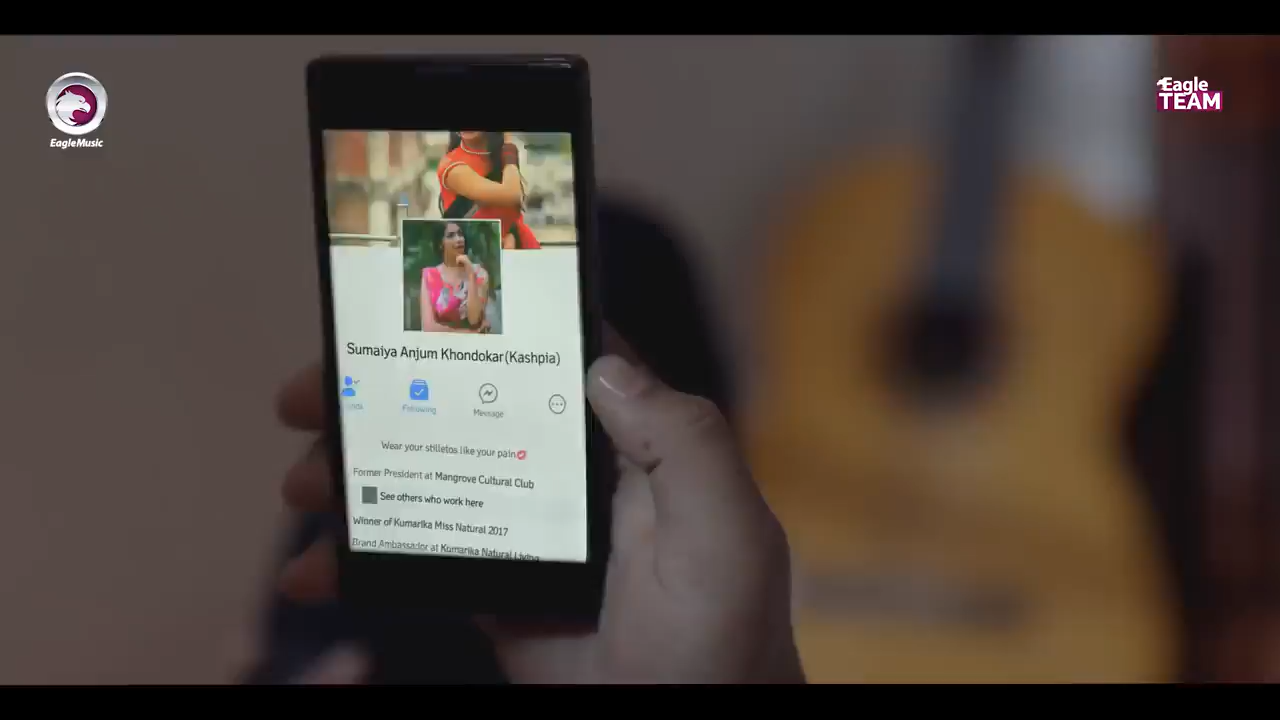 Eagle
TEAM
EagleMusic
Sumaiya Anjum Khondokar(Kashpia)
Following
Message
Wear your stilletos like your pain
Former President at Mangrove Cultural Club
See others who work here
Winner of Kumarika Miss Natural 2017
Brand Ambassador at Kumarika Natural Living